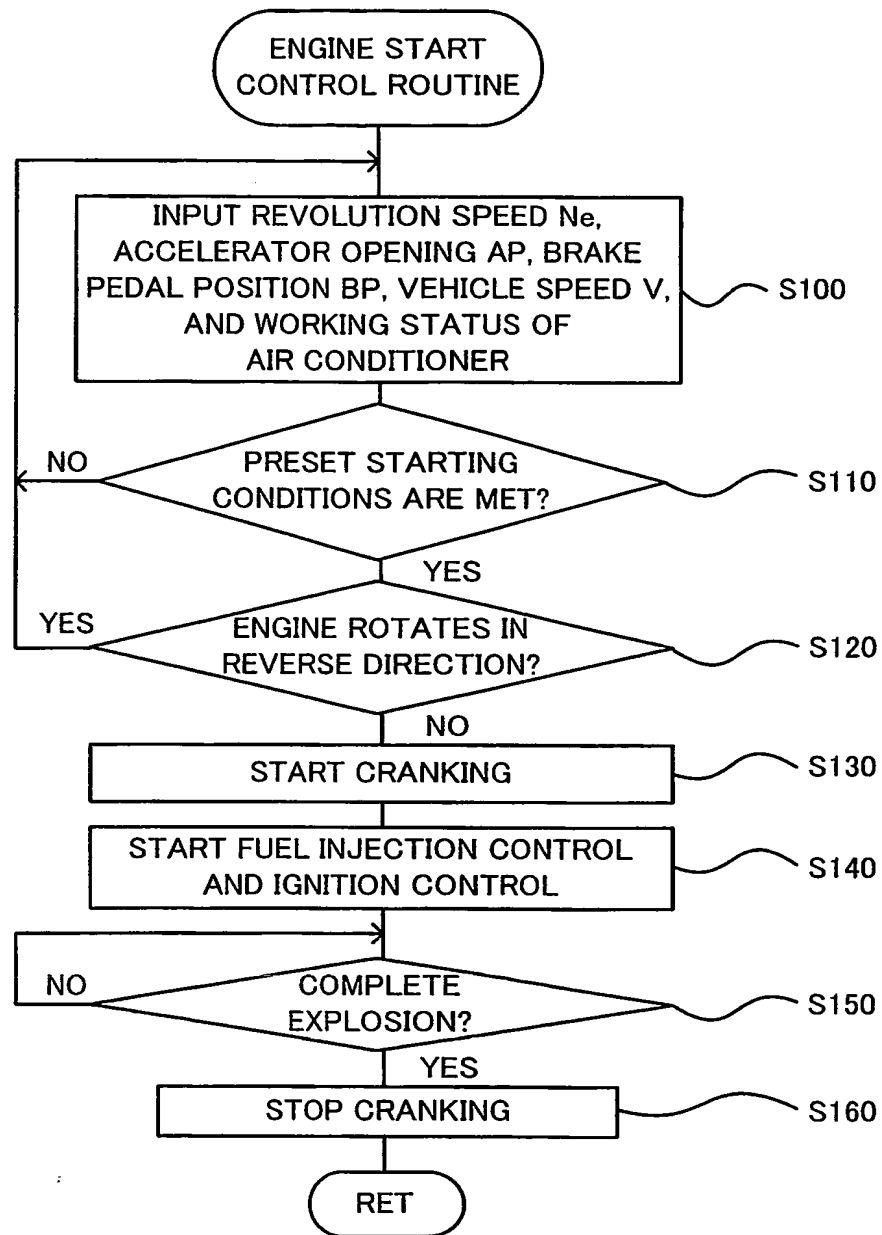 ENGINE START
CONTROL ROUTINE
INPUT REVOLUTION SPEED Ne,
ACCELERATOR OPENING AP, BRAKE
PEDAL POSITION BP, VEHICLE SPEED V,
AND WORKING STATUS OF
AIR CONDITIONER
S100
NO
PRESET STARTING
CONDITIONS ARE MET?
S110
YES
YES
ENGINE ROTATES IN
REVERSE DIRECTION?
S120
NO
START CRANKING
S130
START FUEL INJECTION CONTROL
AND IGNITION CONTROL
S140
NO
COMPLETE
EXPLOSION?
S150
YES
STOP CRANKING
S160
RET